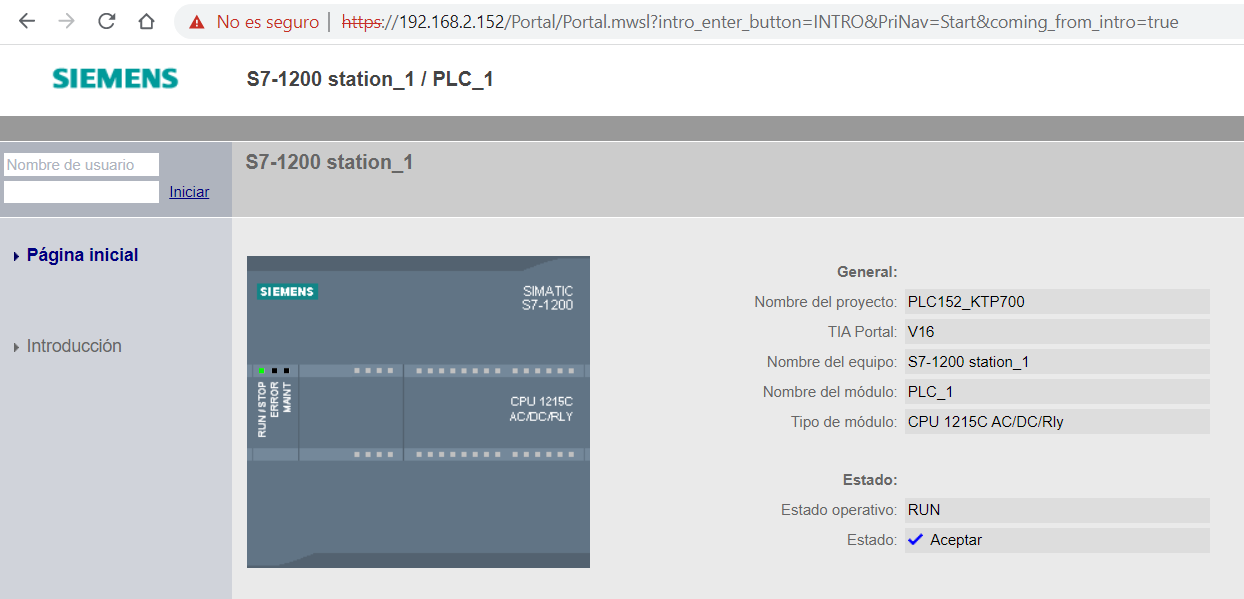 No es seguro | https://192.168.2.152/Portal/Portal.mwsl?intro_enter_button=INTRO&PriNav=Start&coming_from_intro=true
SIEMENS
S7-1200 station_1 / PLC_1
Nombre de usuario
Iniciar
S7-1200 station_1
Página inicial
Introducción
SIEMENS
SIMATIC
S7-1200
RUN / STOP
ERROR
MAINT
CPU 1215C
AC/DC/RLY
General:
Nombre del proyecto: PLC152_KTP700
TIA Portal: V16
Nombre del equipo: S7-1200 station_1
Nombre del módulo: PLC_1
Tipo de módulo: CPU 1215C AC/DC/Rly
Estado:
Estado operativo: RUN
Estado: Aceptar